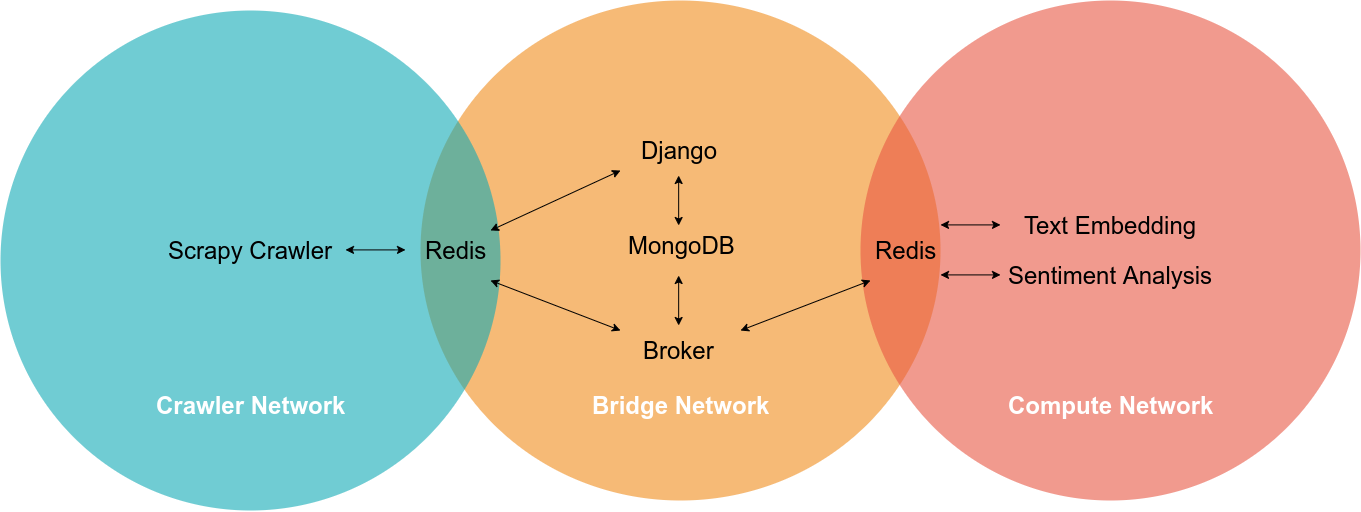 Django
Text Embedding
MongoDB
Scrapy Crawler
Redis
Redis
Sentiment Analysis
Broker
Crawler Network
Bridge Network
Compute Network